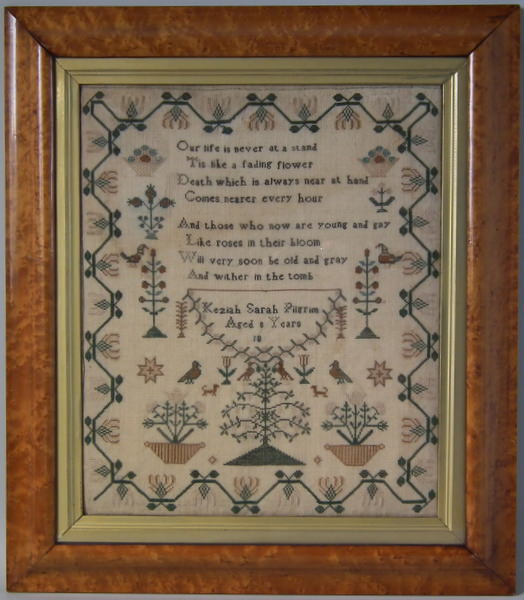 Our life is never at a stand
Tis like a fading flower
Death which is always near at hand
Comes nearer every hour
And those who now are young and gay
Like roses in their bloom
Will very soon be old and gray
And wither in the tomb
Keziah Sarah Pilgrim
Aged 8 Years
18